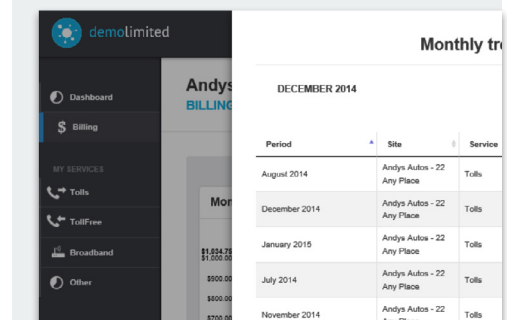 demolimited
Dashboard
Billing
MY SERVICES
Tolls
TollFree
Broadband
Other
Andys
BILLING
Mon
$1,934.75
$1,000.00
$900.00
$800.00
$700.00
Monthly tr
DECEMBER 2014
Period Site Service
August 2014 Andys Autos - 22 Tolls
Any Place
December 2014 Andys Autos - 22 Tolls
Any Place
January 2015 Andys Autos - 22 Tolls
Any Place
July 2014 Andys Autos - 22 Tolls
Any Place
November 2014 Andys Autos - 22 Tolls